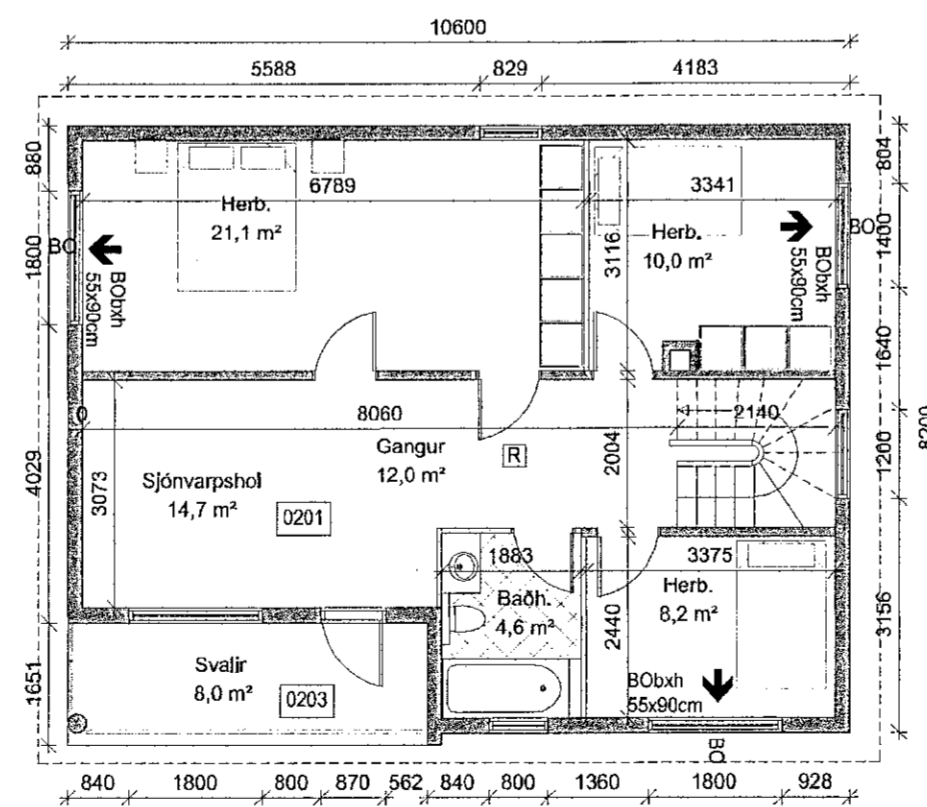 10600
5588 829 4183
880
1800
4029
1651
804
1400
1640
1200
3156
8200
6789
Herb.
21,1 m²
3341
Herb.
10,0 m²
3116
BO
BObxh
55x90cm
BO
BObxh
55x90cm
0
8060
2140
Gangur
12,0 m²
R
2004
3073
Sjónvarpshol
14,7 m²
0201
1883
3375
Baðh.
4,6 m²
Herb.
8,2 m²
2440
Svalir
8,0 m²
0203
BObxh
55x90cm
BO
840 1800 800 870 562 840 800 1360 1800 928